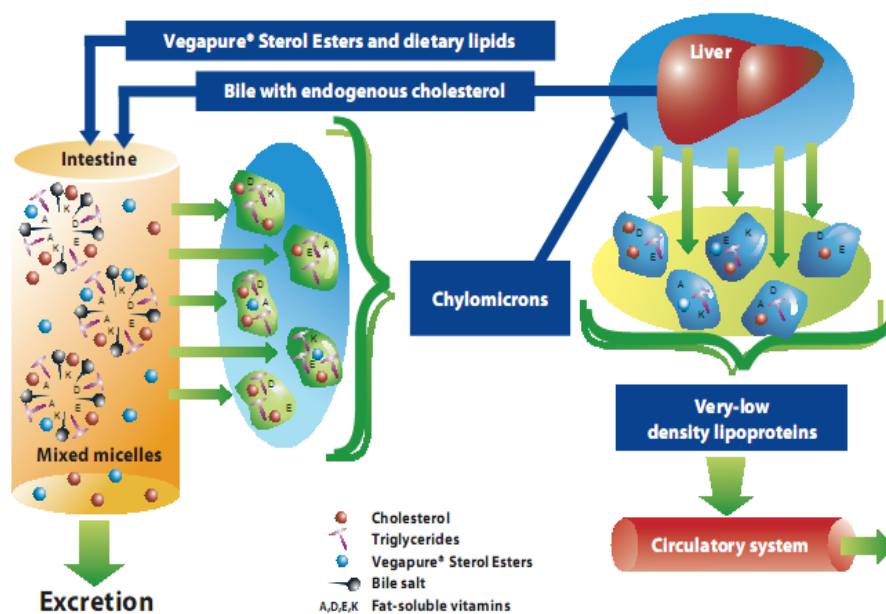 Vegapure® Sterol Esters and dietary lipids
Bile with endogenous cholesterol
Liver
Intestine
Chylomicrons
Mixed micelles
Very-low
density lipoproteins
Circulatory system
Excretion
Cholesterol
Triglycerides
Vegapure® Sterol Esters
Bile salt
A,D,E,K Fat-soluble vitamins